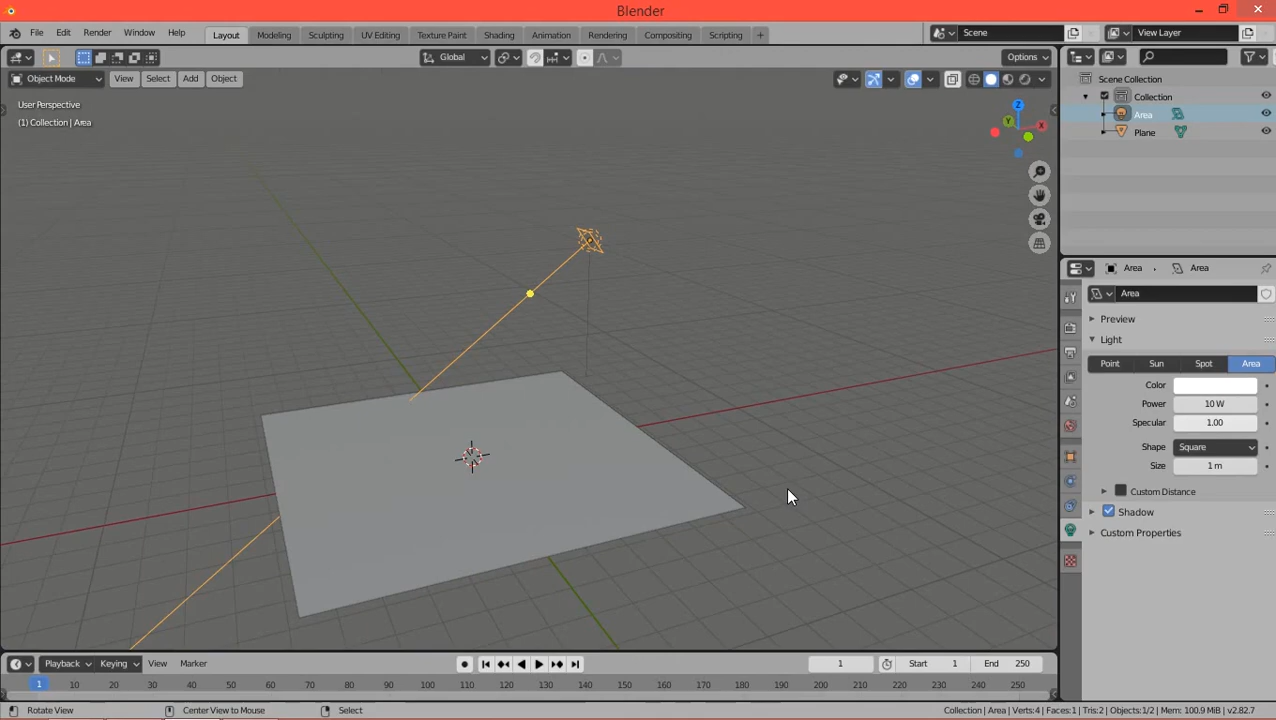 Blender
File Edit Render Window Help
Layout Modeling Sculpting UV Editing Texture Paint Shading Animation Rendering Compositing Scripting +
Scene
View Layer
Global
Options
Object Mode View Select Add Object
User Perspective
(1) Collection | Area
Z
Y
X
Scene Collection
Collection
Area
Plane
Area Area
Area
Preview
Light
Point Sun Spot Area
Color
Power 10 W
Specular 1.00
Shape Square
Size 1 m
Custom Distance
Shadow
Custom Properties
Playback Keying View Marker
1 Start 1 End 250
1 10 20 30 40 50 60 70 80 90 100 110 120 130 140 150 160 170 180 190 200 210 220 230 240 250
Rotate View Center View to Mouse Select
Collection | Area | Verts:4 | Faces:1 | Tris:2 | Objects:1/2 | Mem: 100.9 MiB | v2.82.7